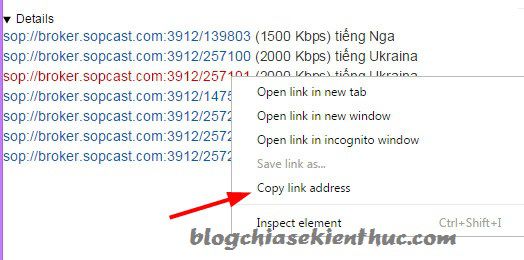 ▼ Details
sop://broker.sopcast.com:3912/139803 (1500 Kbps) tiếng Nga
sop://broker.sopcast.com:3912/257100 (2000 Kbps) tiếng Ukraina
sop://broker.sopcast.com:3912/257101 (2000 Kbps) tiếng Ukraina
sop://broker.sopcast.com:3912/1475
sop://broker.sopcast.com:3912/2572
sop://broker.sopcast.com:3912/2572
sop://broker.sopcast.com:3912/2572
Open link in new tab
Open link in new window
Open link in incognito window
Save link as...
Copy link address
Inspect element Ctrl+Shift+I
blogchiasekienthuc.com